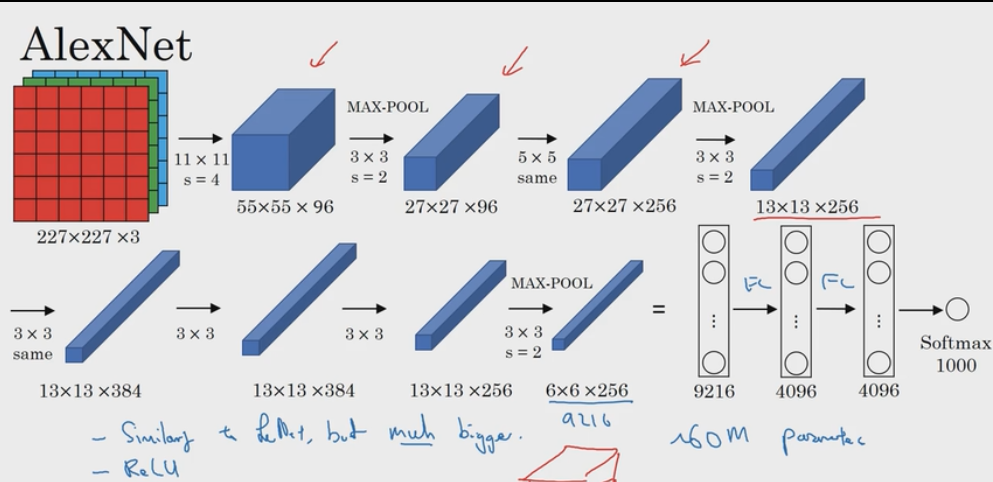 AlexNet
MAX-POOL
MAX-POOL
11 × 11
s = 4
3 × 3
s = 2
5 × 5
same
3 × 3
s = 2
227×227 ×3
55×55 × 96
27×27 ×96
27×27 ×256
13×13 ×256
MAX-POOL
FC
FC
3 × 3
same
3 × 3
3 × 3
3 × 3
s = 2
=
Softmax
1000
13×13 ×384
13×13 ×384
13×13 ×256
6×6 ×256
9216
4096
4096
9216
- Similar to LeNet, but much bigger.
~60M
- ReLU